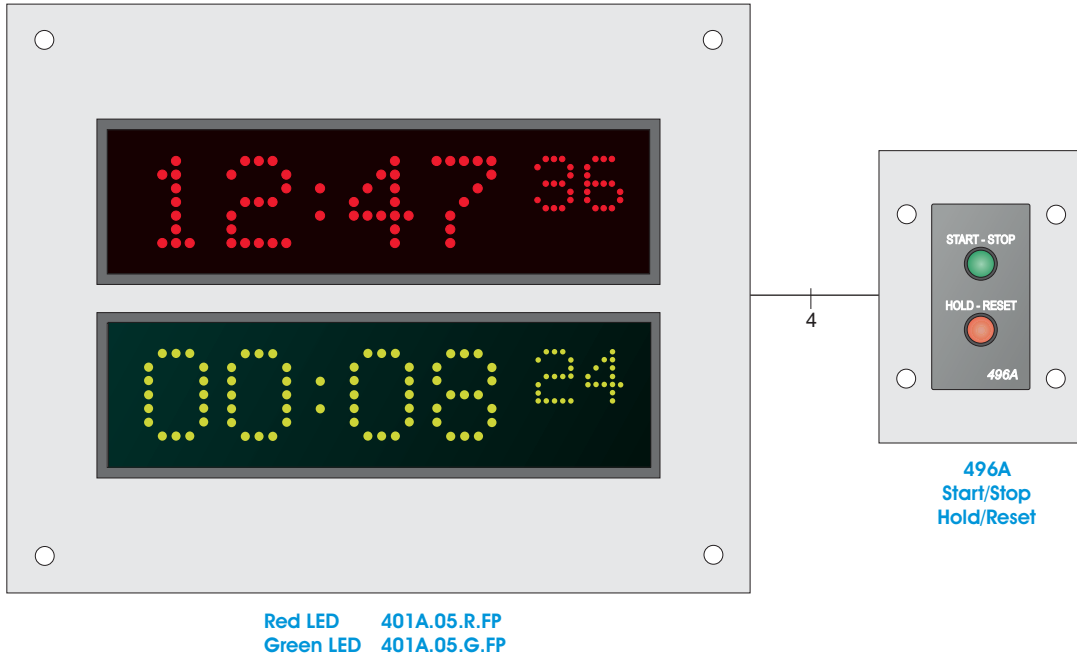 12:47 36
00:08 24
4
START - STOP
HOLD - RESET
496A
496A
Start/Stop
Hold/Reset
Red LED 401A.05.R.FP
Green LED 401A.05.G.FP